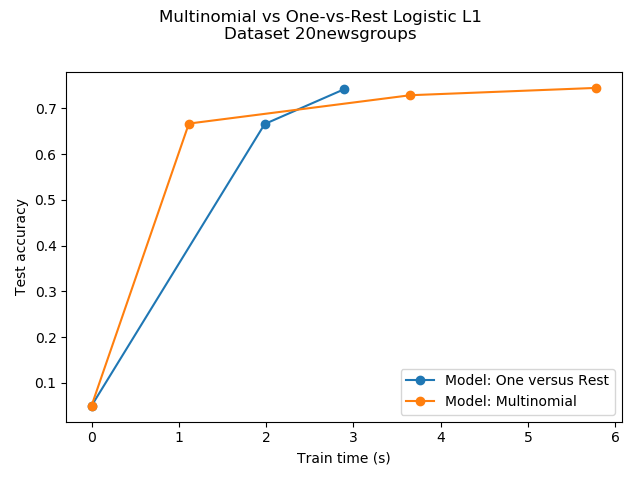 Multinomial vs One-vs-Rest Logistic L1
Dataset 20newsgroups
0.7
0.6
0.5
0.4
0.3
0.2
0.1
Test accuracy
0 1 2 3 4 5 6
Train time (s)
Model: One versus Rest
Model: Multinomial